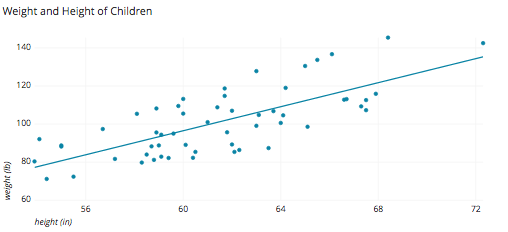 Weight and Height of Children
140
120
100
80
60
weight (lb)
56 60 64 68 72
height (in)